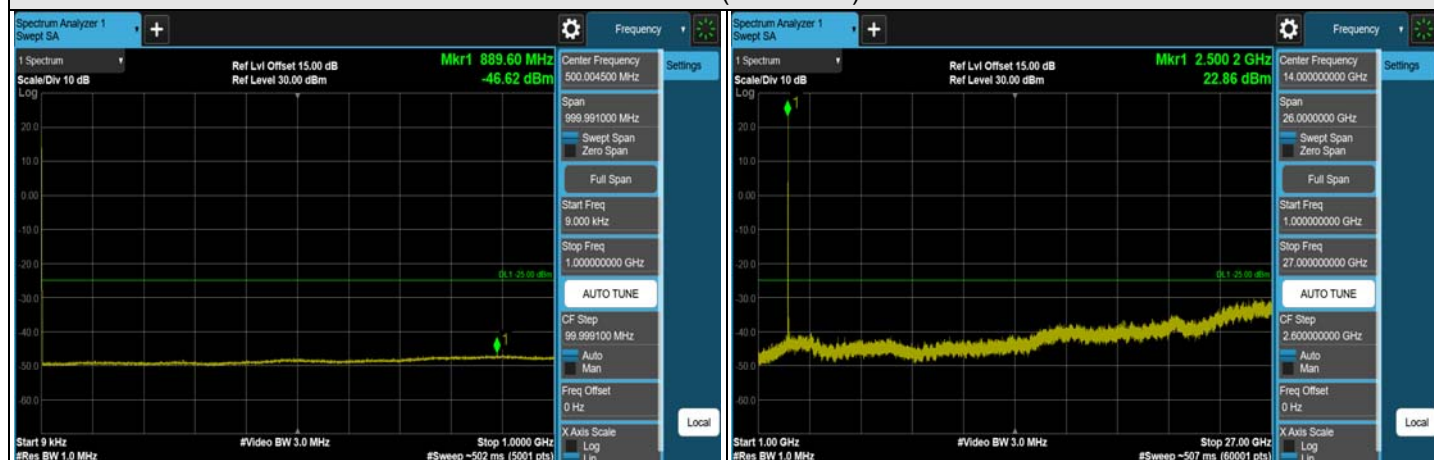 Spectrum Analyzer 1
Swept SA
+
Frequency
1 Spectrum
Scale/Div 10 dB
Log
Ref Lvl Offset 15.00 dB
Ref Level 30.00 dBm
Mkr1 889.60 MHz
-46.62 dBm
20.0
10.0
0.00
-10.0
-20.0
-30.0
-40.0
-50.0
-60.0
DL1 -25.00 dBm
1
Start 9 kHz
#Res BW 1.0 MHz
#Video BW 3.0 MHz
Stop 1.0000 GHz
#Sweep ~502 ms (5001 pts)
Center Frequency
500.004500 MHz
Settings
Span
999.991000 MHz
Swept Span
Zero Span
Full Span
Start Freq
9.000 kHz
Stop Freq
1.000000000 GHz
AUTO TUNE
CF Step
99.999100 MHz
Auto
Man
Freq Offset
0 Hz
X Axis Scale
Log
Lin
Local
Spectrum Analyzer 1
Swept SA
+
Frequency
1 Spectrum
Scale/Div 10 dB
Log
Ref Lvl Offset 15.00 dB
Ref Level 30.00 dBm
Mkr1 2.500 2 GHz
22.86 dBm
1
20.0
10.0
0.00
-10.0
-20.0
-30.0
-40.0
-50.0
-60.0
DL1 -25.00 dBm
Start 1.00 GHz
#Res BW 1.0 MHz
#Video BW 3.0 MHz
Stop 27.00 GHz
#Sweep ~507 ms (60001 pts)
Center Frequency
14.000000000 GHz
Settings
Span
26.0000000 GHz
Swept Span
Zero Span
Full Span
Start Freq
1.000000000 GHz
Stop Freq
27.000000000 GHz
AUTO TUNE
CF Step
2.600000000 GHz
Auto
Man
Freq Offset
0 Hz
X Axis Scale
Log
Lin
Local